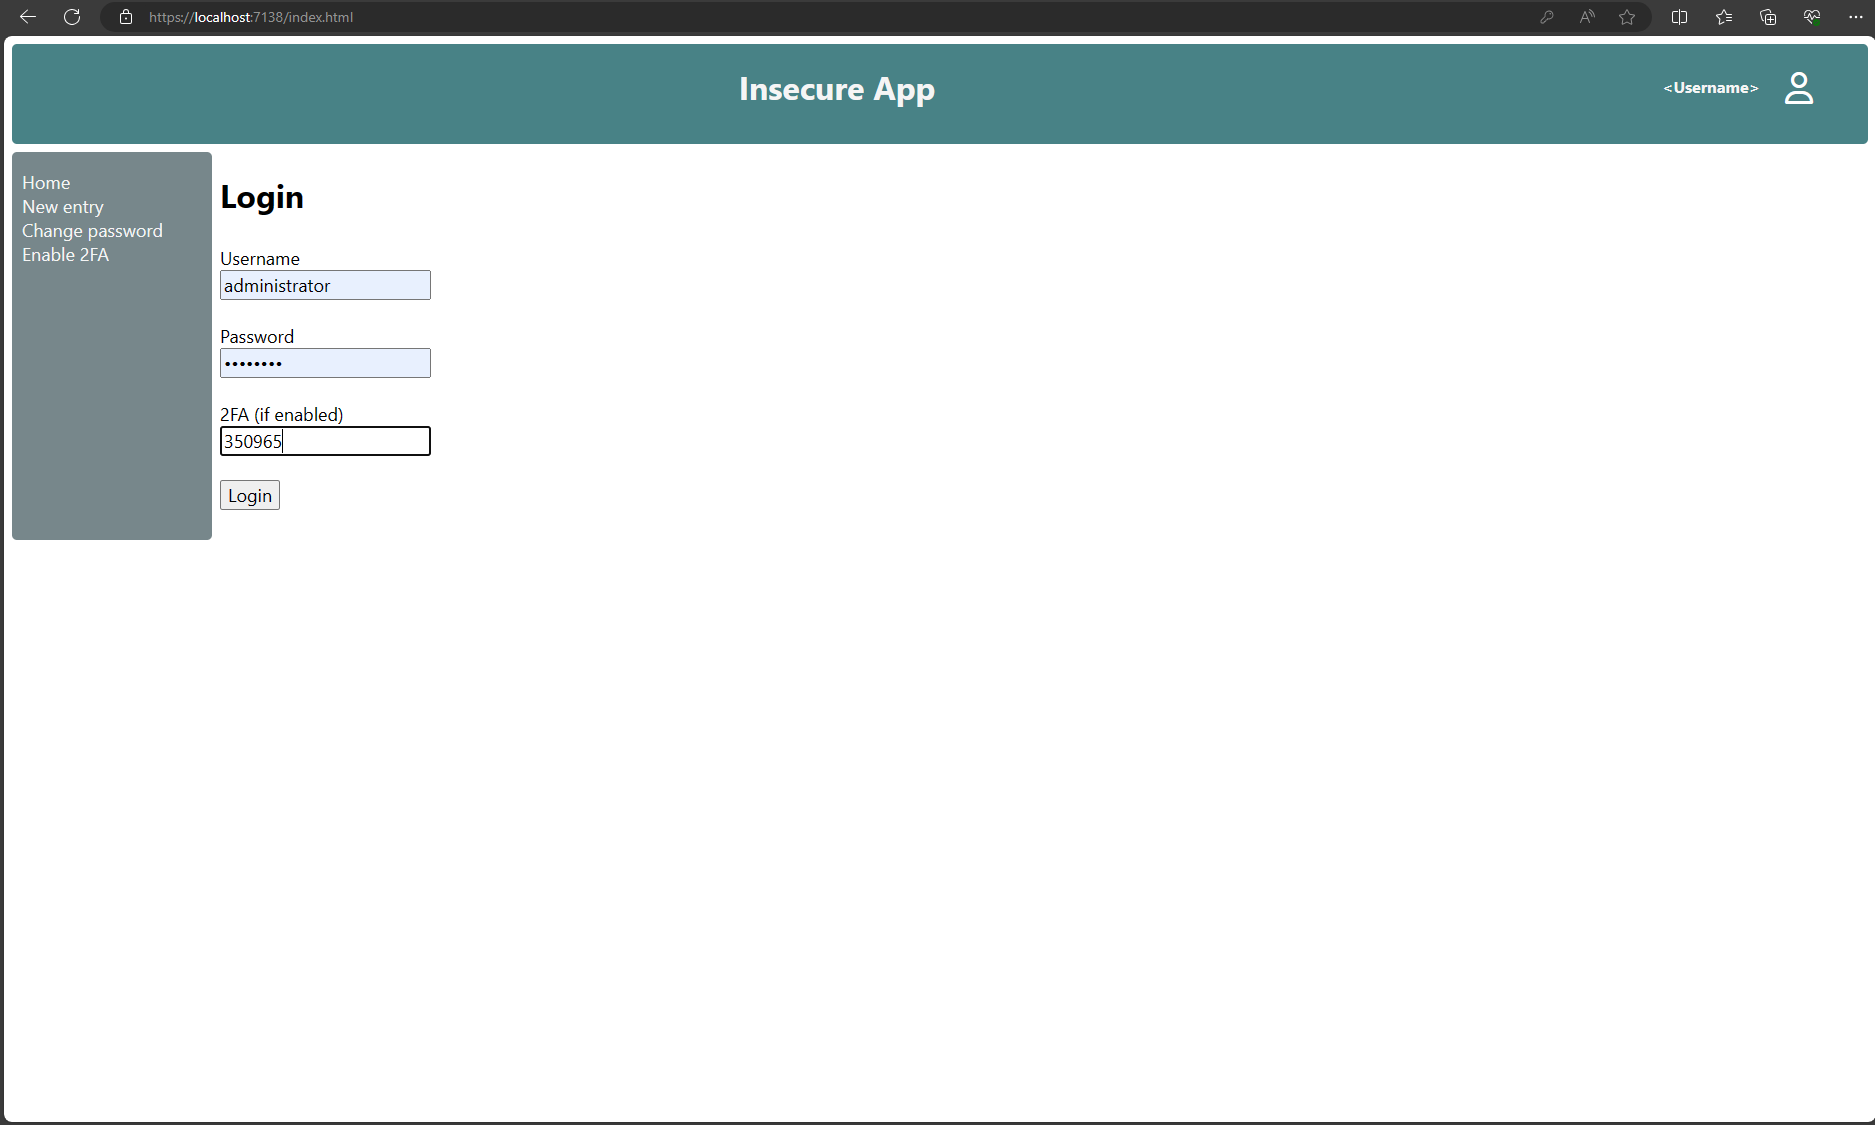 https://localhost:7138/index.html
Insecure App
<Username>
Home
New entry
Change password
Enable 2FA
Login
Username
administrator
Password
••••••••
2FA (if enabled)
350965
Login